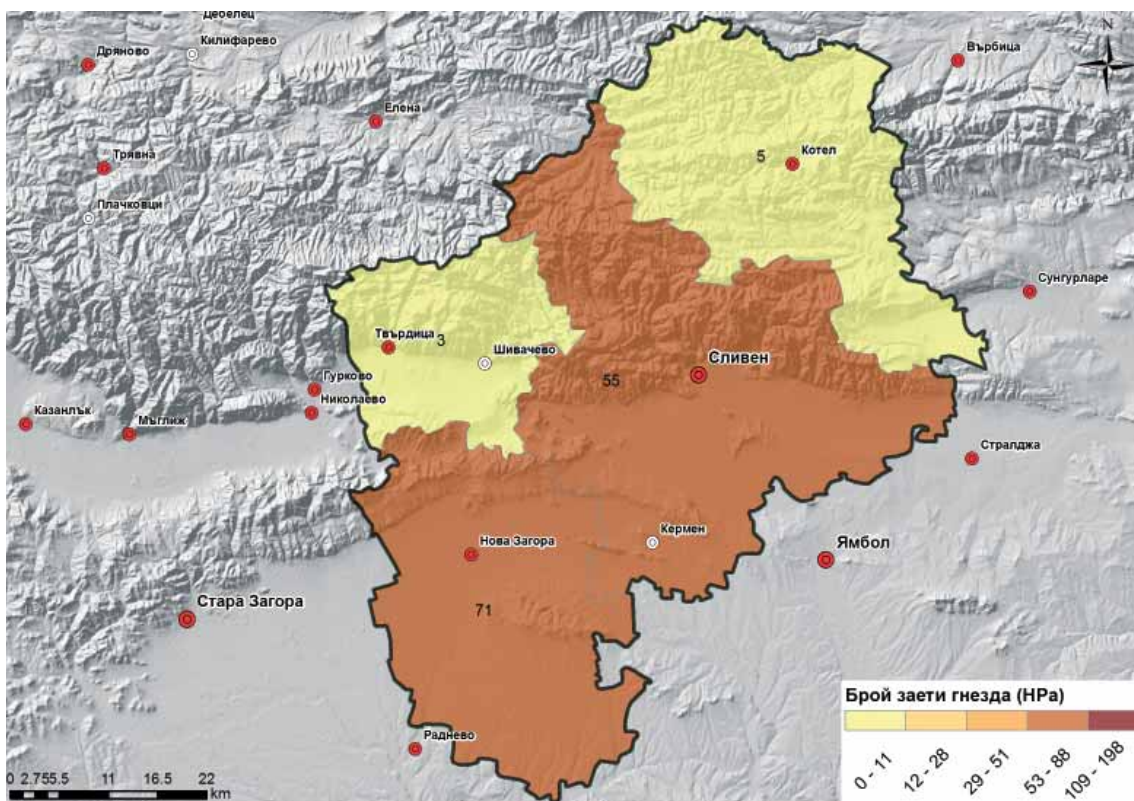 Дебелец
Килифарево
Дряново
Върбица
N
Елена
Трявна
5
Котел
Плачковци
Сунгурларе
Твърдица
3
Шивачево
Сливен
55
Гурково
Николаево
Казанлък
Мъглиж
Стралджа
Нова Загора
Кермен
Ямбол
Стара Загора
71
Раднево
Брой заети гнезда (HPa)
0 - 11
12 - 28
29 - 51
53 - 88
109 - 198
0 2.755.5 11 16.5 22
km